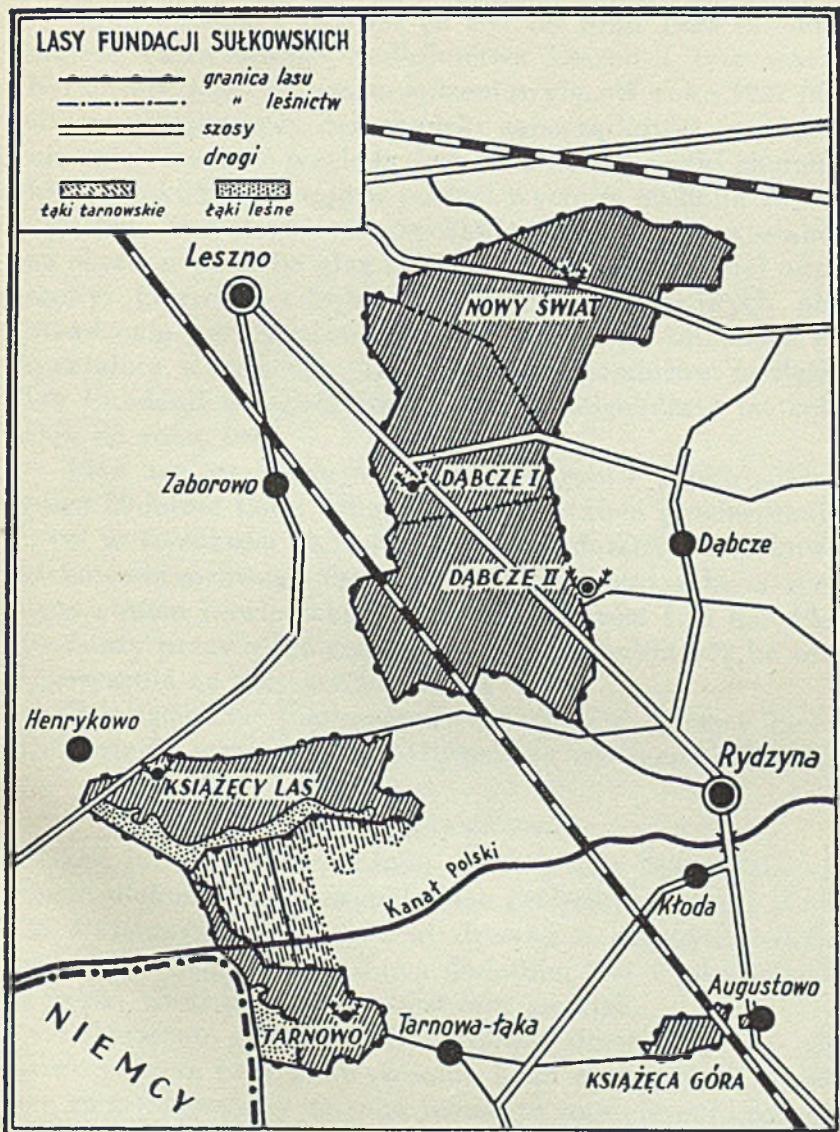 LASY FUNDACJI SUŁKOWSKICH
granica lasu
" leśnictw
szosy
drogi
łąki tarnowskie
łąki leśne
Leszno
NOWY ŚWIAT
Zaborowo
DĄBCZE I
Dąbcze
DĄBCZE II
Henrykowo
Rydzyna
KSIĄŻĘCY LAS
Kanał Polski
Kłoda
Augustowo
NIEMCY
TARNOWO
Tarnowa-łąka
KSIĄŻĘCA GÓRA